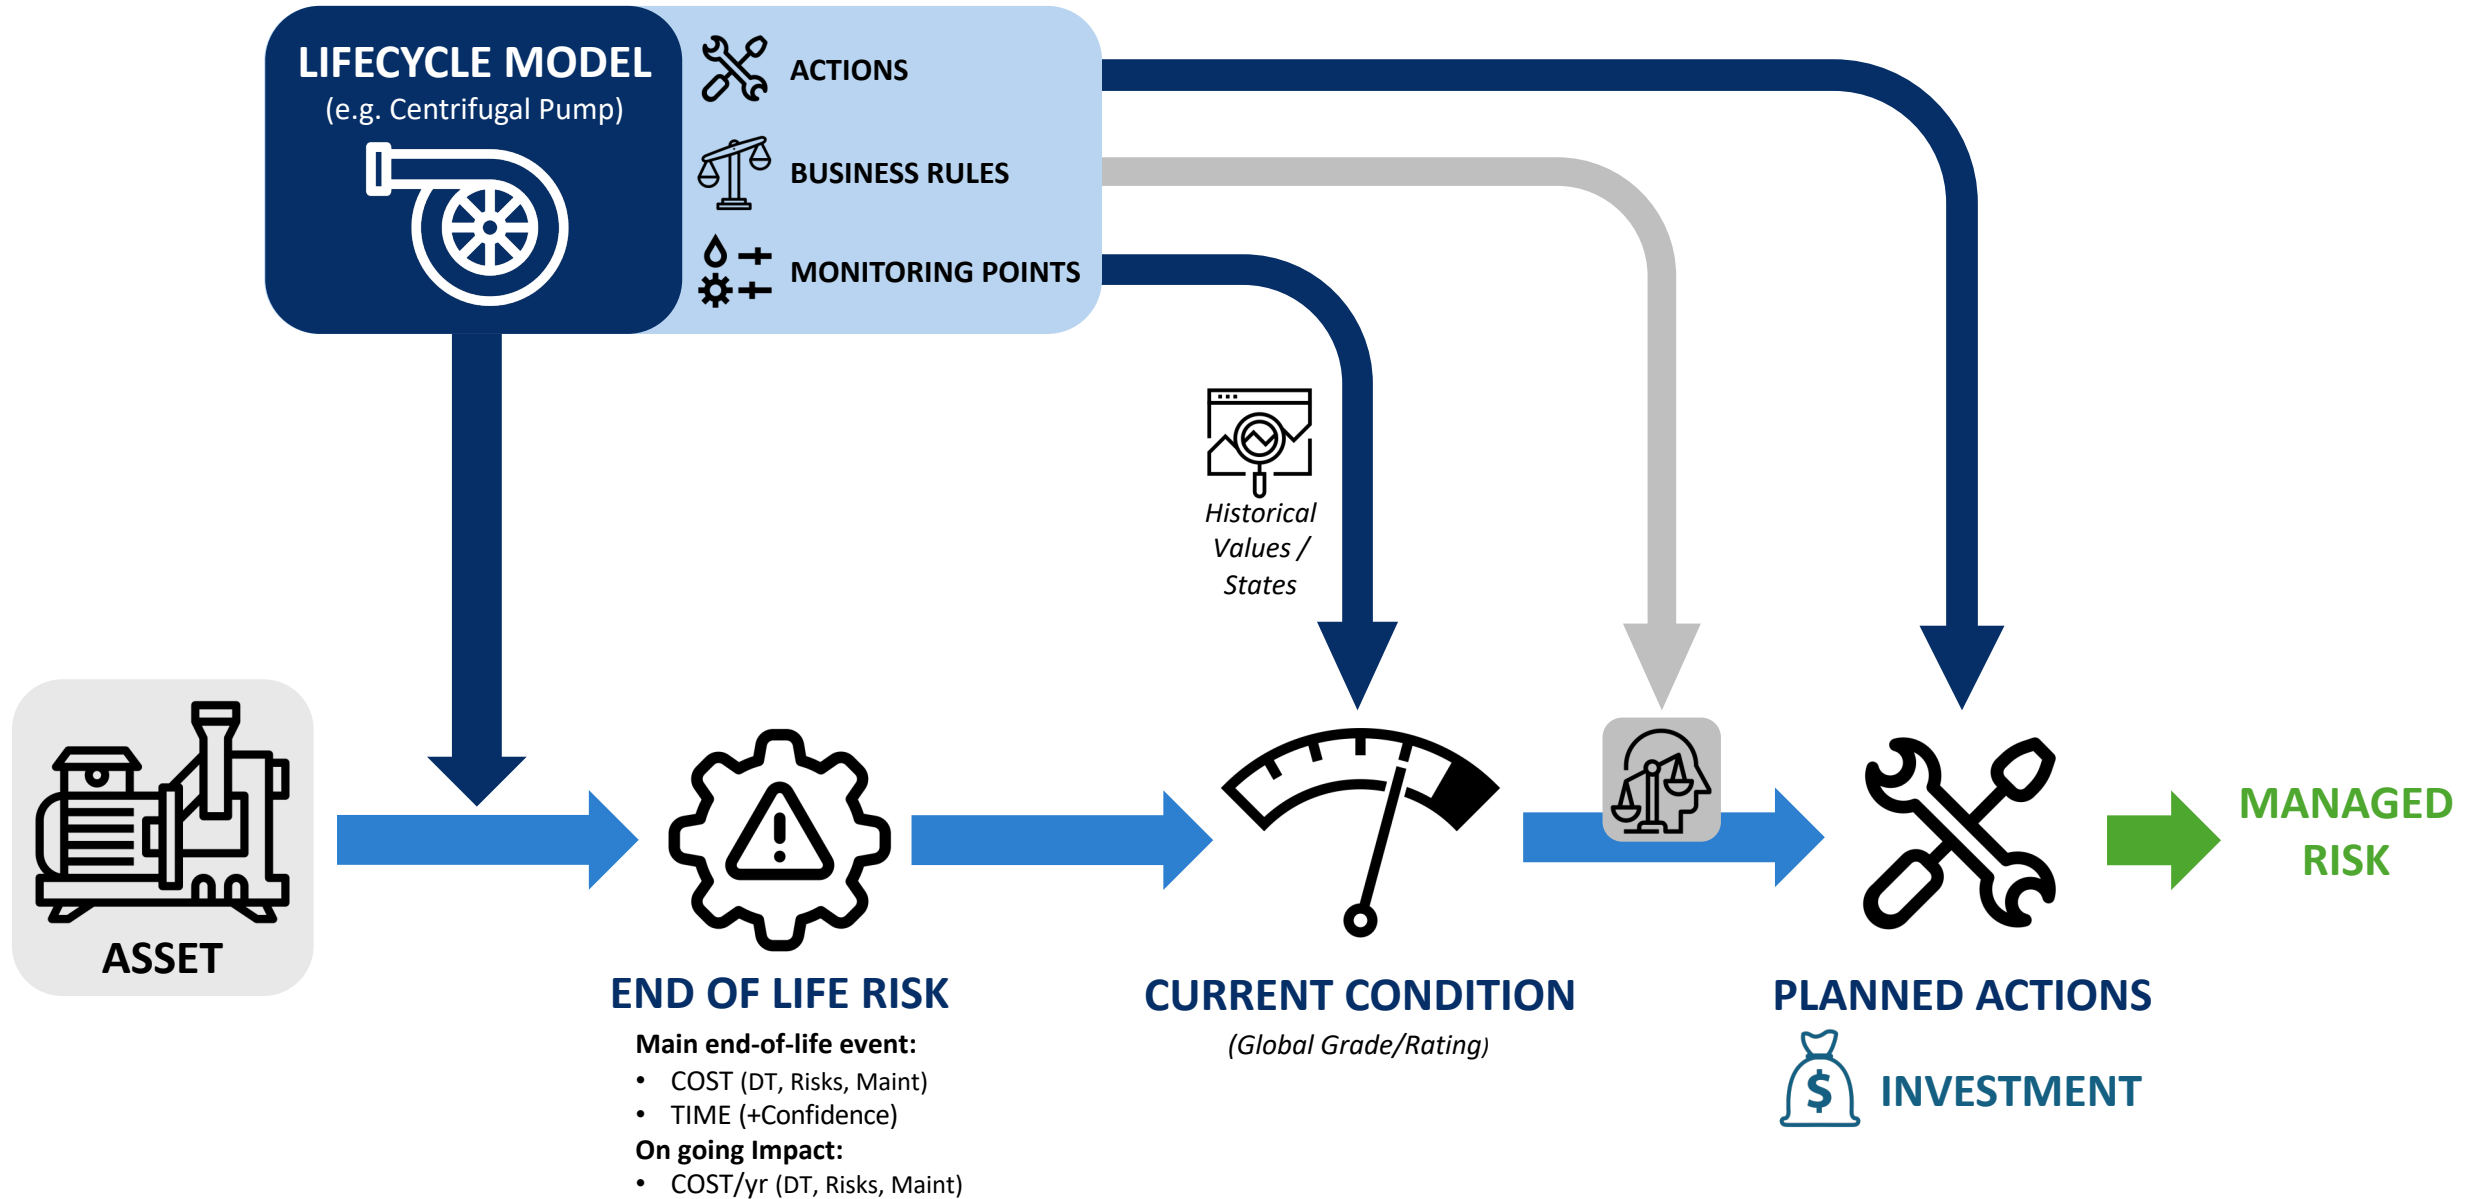 LIFECYCLE MODEL
(e.g. Centrifugal Pump)
ACTIONS
BUSINESS RULES
MONITORING POINTS
Historical
Values /
States
ASSET
END OF LIFE RISK
Main end-of-life event:
• COST (DT, Risks, Maint)
• TIME (+Confidence)
On going Impact:
• COST/yr (DT, Risks, Maint)
CURRENT CONDITION
(Global Grade/Rating)
PLANNED ACTIONS
$
INVESTMENT
MANAGED
RISK